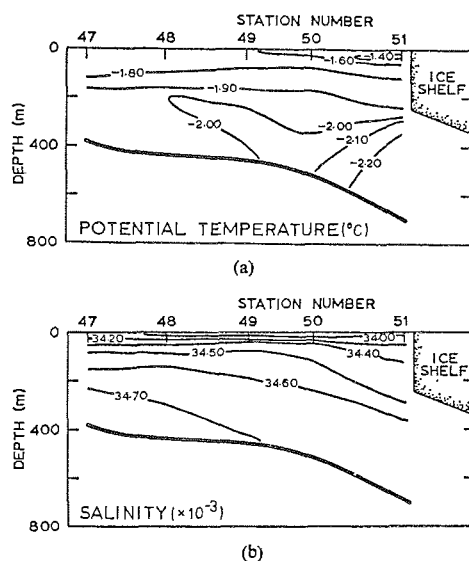 STATION NUMBER
47 48 49 50 51
0
400
800
DEPTH (m)
-1.40
-1.60
-1.80
-1.90
-2.00
-2.00
-2.10
-2.20
ICE
SHELF
POTENTIAL TEMPERATURE (°C)
(a)
STATION NUMBER
47 48 49 50 51
0
400
800
DEPTH (m)
34.20
34.00
34.50
34.40
34.60
34.70
ICE
SHELF
SALINITY (×10⁻³)
(b)